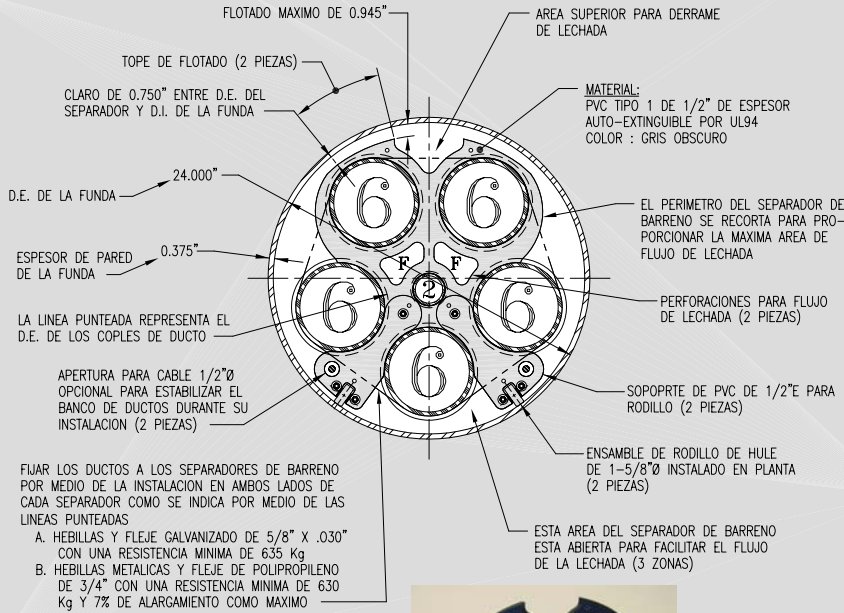 FLOTADO MAXIMO DE 0.945"
AREA SUPERIOR PARA DERRAME
DE LECHADA
TOPE DE FLOTADO (2 PIEZAS)
CLARO DE 0.750" ENTRE D.E. DEL
SEPARADOR Y D.I. DE LA FUNDA
MATERIAL:
PVC TIPO 1 DE 1/2" DE ESPESOR
AUTO-EXTINGUIBLE POR UL94
COLOR : GRIS OBSCURO
D.E. DE LA FUNDA
24.000"
6"
6"
EL PERIMETRO DEL SEPARADOR DE
BARRENO SE RECORTA PARA PRO-
PORCIONAR LA MAXIMA AREA DE
FLUJO DE LECHADA
ESPESOR DE PARED
DE LA FUNDA
0.375"
F
F
2
6"
6"
PERFORACIONES PARA FLUJO
DE LECHADA (2 PIEZAS)
LA LINEA PUNTEADA REPRESENTA EL
D.E. DE LOS COPLES DE DUCTO
6"
APERTURA PARA CABLE 1/2"Ø
OPCIONAL PARA ESTABILIZAR EL
BANCO DE DUCTOS DURANTE SU
INSTALACION (2 PIEZAS)
SOPOPRTE DE PVC DE 1/2"E PARA
RODILLO (2 PIEZAS)
ENSAMBLE DE RODILLO DE HULE
DE 1-5/8"Ø INSTALADO EN PLANTA
(2 PIEZAS)
FIJAR LOS DUCTOS A LOS SEPARADORES DE BARRENO
POR MEDIO DE LA INSTALACION EN AMBOS LADOS DE
CADA SEPARADOR COMO SE INDICA POR MEDIO DE LAS
LINEAS PUNTEADAS
A. HEBILLAS Y FLEJE GALVANIZADO DE 5/8" X .030"
CON UNA RESISTENCIA MINIMA DE 635 Kg
B. HEBILLAS METALICAS Y FLEJE DE POLIPROPILENO
DE 3/4" CON UNA RESISTENCIA MINIMA DE 630
Kg Y 7% DE ALARGAMIENTO COMO MAXIMO
ESTA AREA DEL SEPARADOR DE BARRENO
ESTA ABIERTA PARA FACILITAR EL FLUJO
DE LA LECHADA (3 ZONAS)